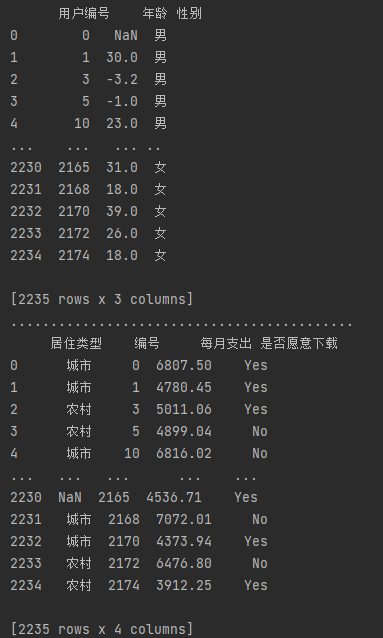 用户编号 年龄 性别
0 0 NaN 男
1 1 30.0 男
2 3 -3.2 男
3 5 -1.0 男
4 10 23.0 男
... ... ... ..
2230 2165 31.0 女
2231 2168 18.0 女
2232 2170 39.0 女
2233 2172 26.0 女
2234 2174 18.0 女
[2235 rows x 3 columns]
..........................................
居住类型 编号 每月支出 是否愿意下载
0 城市 0 6807.50 Yes
1 城市 1 4780.45 Yes
2 农村 3 5011.06 Yes
3 农村 5 4899.04 No
4 城市 10 6816.02 No
... ... ... ... ...
2230 NaN 2165 4536.71 Yes
2231 城市 2168 7072.01 No
2232 城市 2170 4373.94 Yes
2233 农村 2172 6476.80 No
2234 农村 2174 3912.25 Yes
[2235 rows x 4 columns]